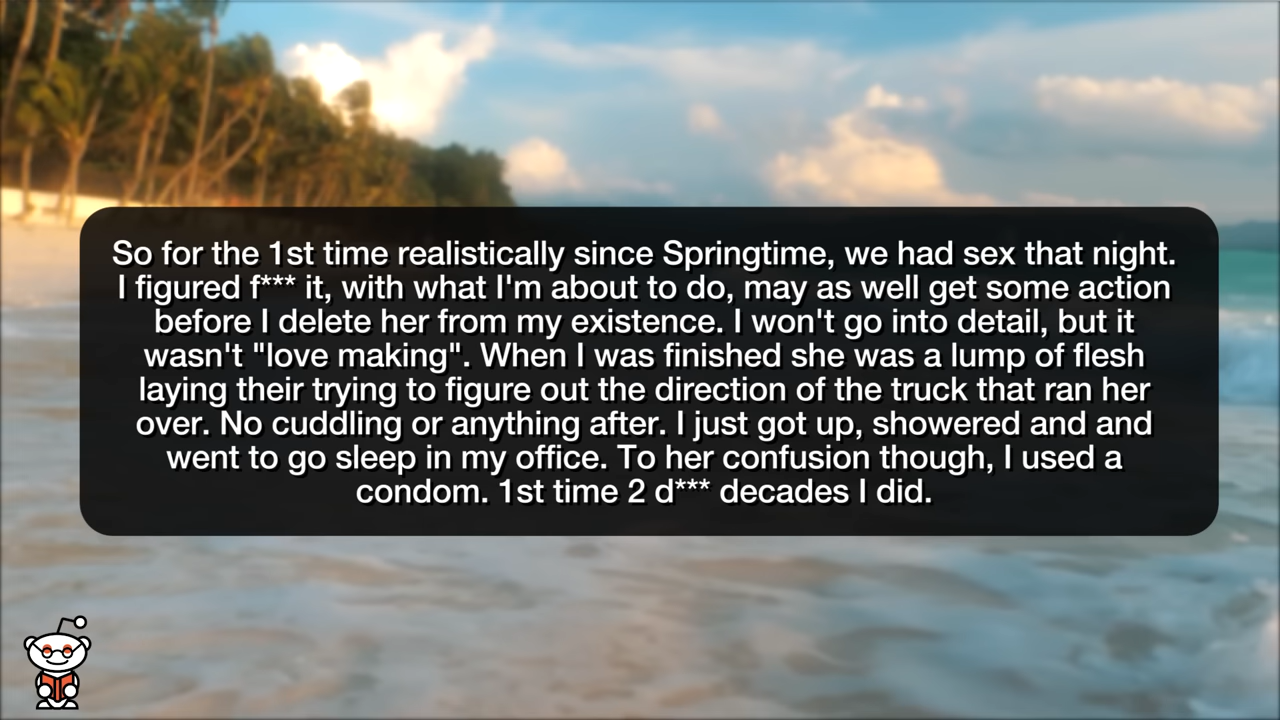 So for the 1st time realistically since Springtime, we had sex that night.
I figured f*** it, with what I'm about to do, may as well get some action
before I delete her from my existence. I won't go into detail, but it
wasn't "love making". When I was finished she was a lump of flesh
laying their trying to figure out the direction of the truck that ran her
over. No cuddling or anything after. I just got up, showered and and
went to go sleep in my office. To her confusion though, I used a
condom. 1st time 2 d*** decades I did.